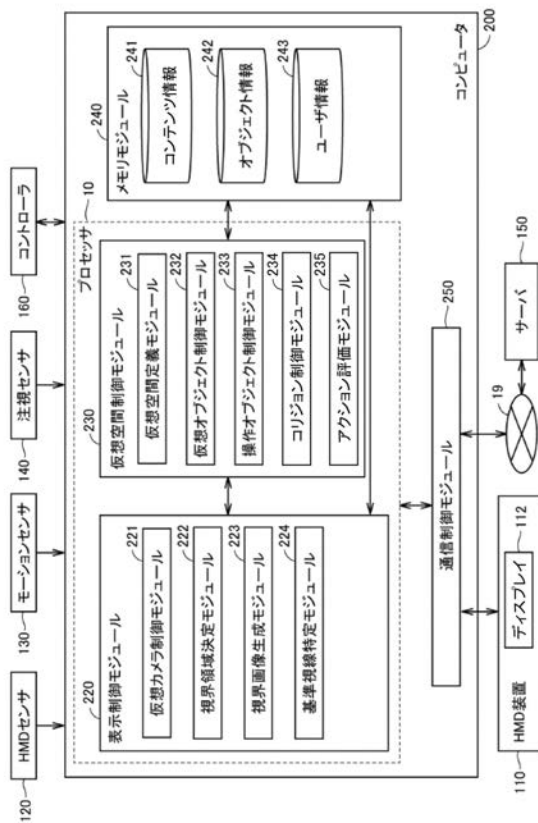 120
HMDセンサ
130
モーションセンサ
140
注視センサ
160
コントローラ
プロセッサ
10
220
表示制御モジュール
221
仮想カメラ制御モジュール
222
視界領域決定モジュール
223
視界画像生成モジュール
224
基準視線特定モジュール
230
仮想空間制御モジュール
231
仮想空間定義モジュール
232
仮想オブジェクト制御モジュール
233
操作オブジェクト制御モジュール
234
コリジョン制御モジュール
235
アクション評価モジュール
240
メモリモジュール
241
コンテンツ情報
242
オブジェクト情報
243
ユーザ情報
通信制御モジュール
250
コンピュータ
200
110
HMD装置
ディスプレイ
112
19
サーバ
150